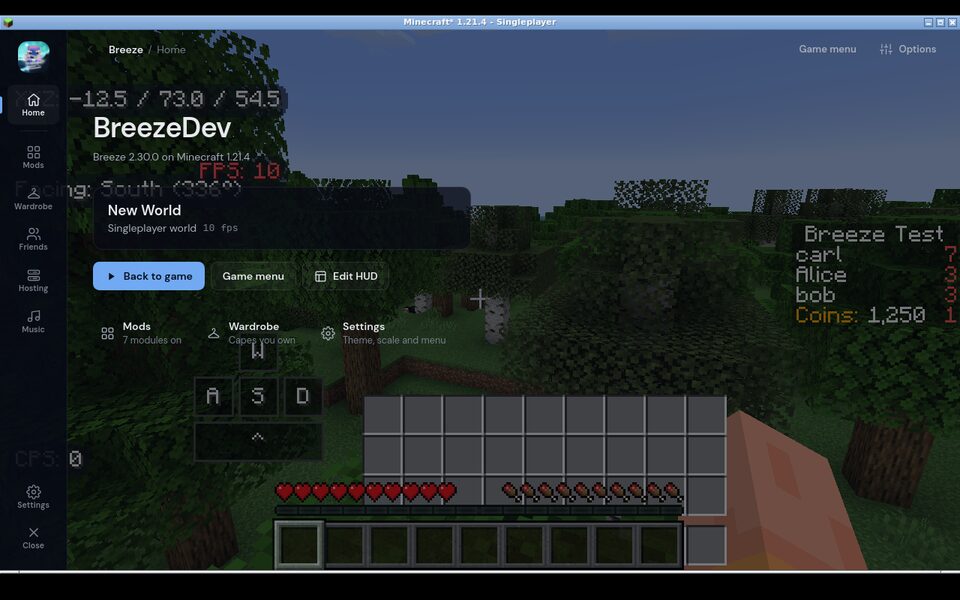 Minecraft* 1.21.4 - Singleplayer
Breeze / Home
Game menu
Options
XYZ: -12.5 / 73.0 / 54.5
Home
BreezeDev
Breeze 2.30.0 on Minecraft 1.21.4
FPS: 10
Mods
Facing: South (336°)
Wardrobe
New World
Singleplayer world 10 fps
Friends
Breeze Test
carl 7
Alice 3
bob 3
Coins: 1,250 1
Hosting
Back to game
Game menu
Edit HUD
Music
Mods
7 modules on
Wardrobe
Capes you own
Settings
Theme, scale and menu
W
A S D
^
CPS: 0
Settings
Close